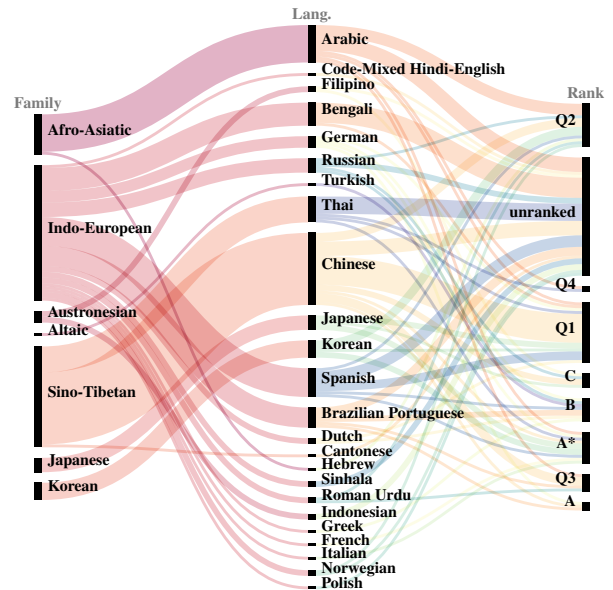 Lang.
Family
Rank
Afro-Asiatic
Indo-European
Austronesian
Altaic
Sino-Tibetan
Japanese
Korean
Arabic
Code-Mixed Hindi-English
Filipino
Bengali
German
Russian
Turkish
Thai
Chinese
Japanese
Korean
Spanish
Brazilian Portuguese
Dutch
Cantonese
Hebrew
Sinhala
Roman Urdu
Indonesian
Greek
French
Italian
Norwegian
Polish
Q2
unranked
Q4
Q1
C
B
A*
Q3
A